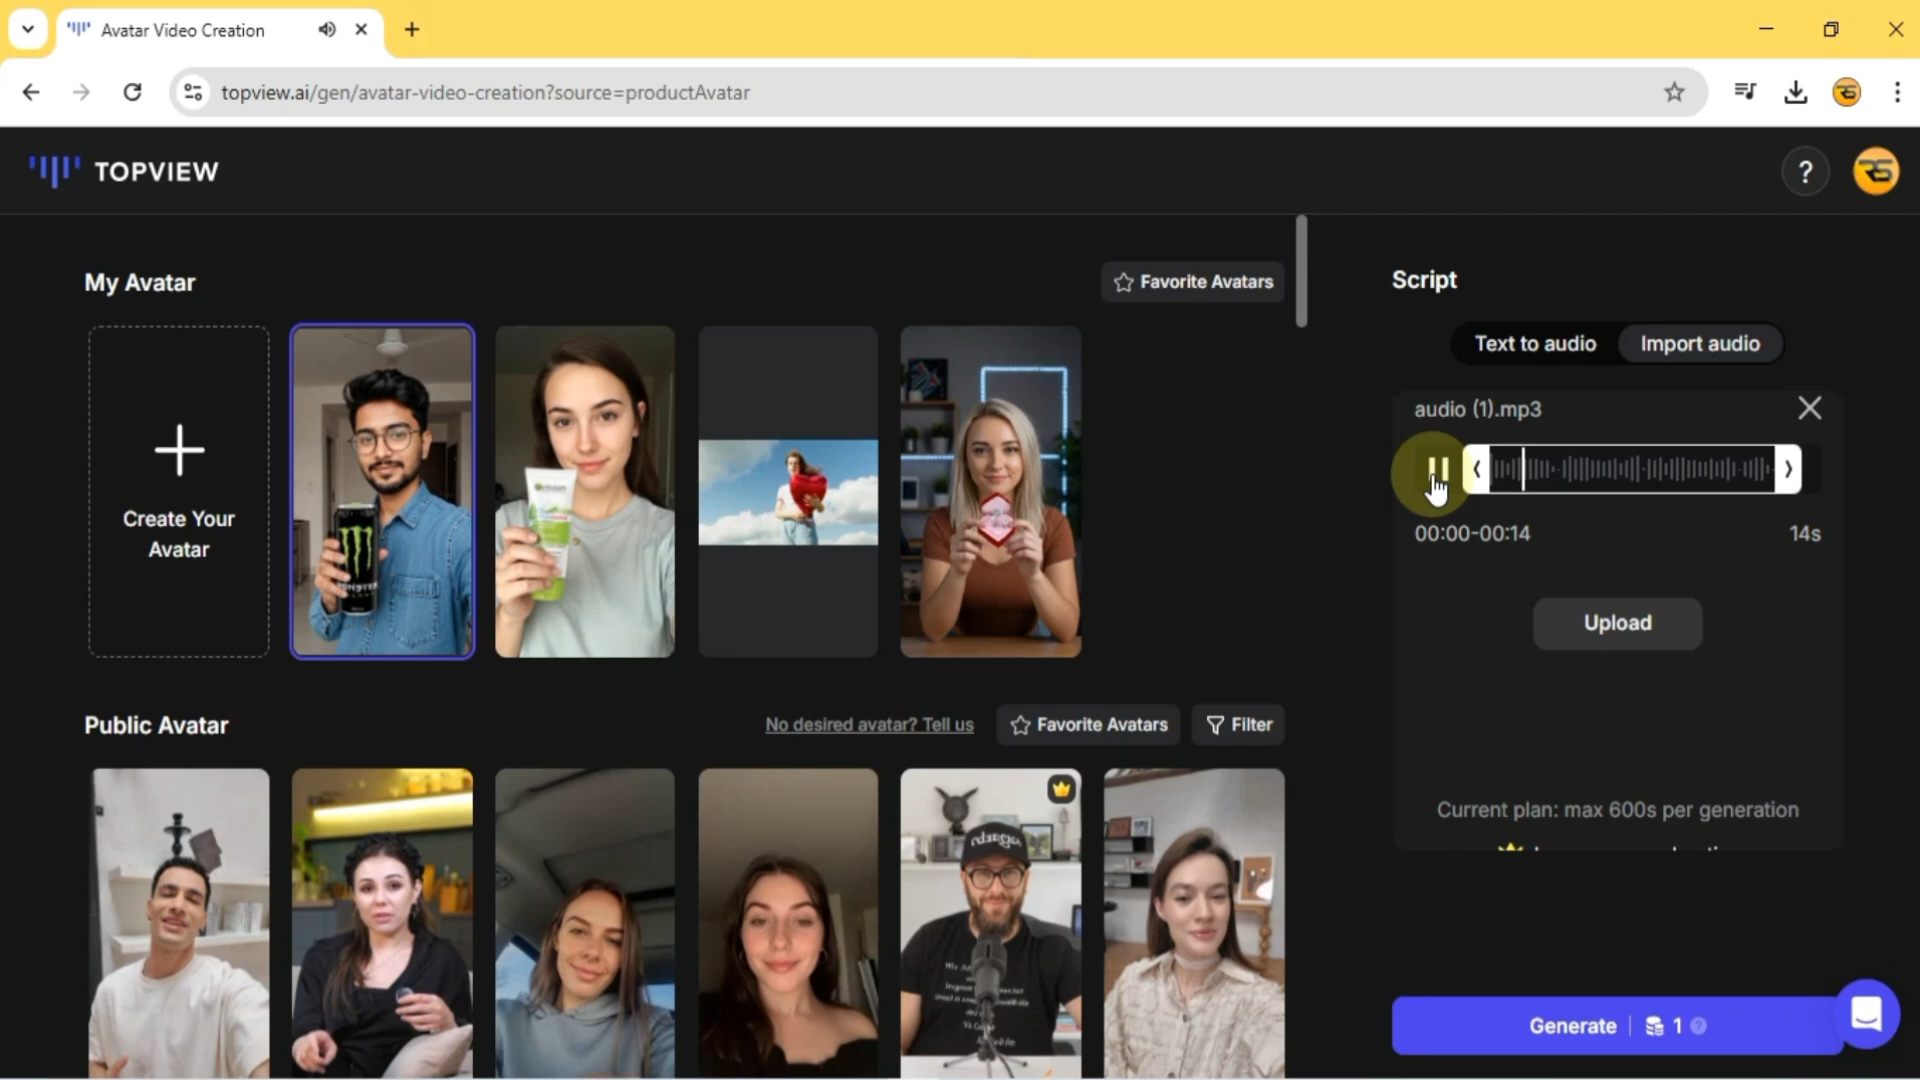 Avatar Video Creation
topview.ai/gen/avatar-video-creation?source=productAvatar
TOPVIEW
?
My Avatar
Favorite Avatars
Script
Text to audio
Import audio
audio (1).mp3
00:00-00:14
14s
Create Your
Avatar
Upload
MONSTER
Public Avatar
No desired avatar? Tell us
Favorite Avatars
Filter
Current plan: max 600s per generation
Generate
1